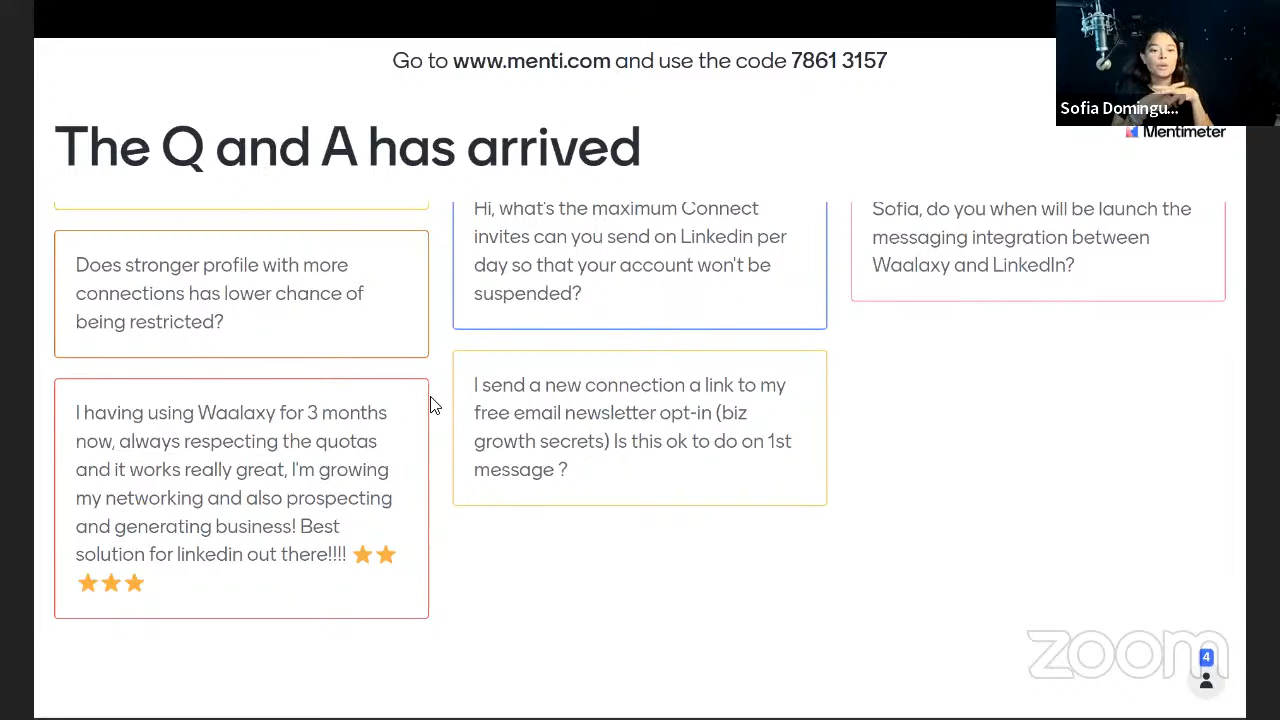 Go to www.menti.com and use the code 7861 3157
Sofia Domingu...
Mentimeter
The Q and A has arrived
Does stronger profile with more
connections has lower chance of
being restricted?
I having using Waalaxy for 3 months
now, always respecting the quotas
and it works really great, I'm growing
my networking and also prospecting
and generating business! Best
solution for linkedin out there!!!! ⭐⭐
⭐⭐⭐
Hi, what's the maximum Connect
invites can you send on Linkedin per
day so that your account won't be
suspended?
I send a new connection a link to my
free email newsletter opt-in (biz
growth secrets) Is this ok to do on 1st
message ?
Sofia, do you when will be launch the
messaging integration between
Waalaxy and LinkedIn?
zoom
4